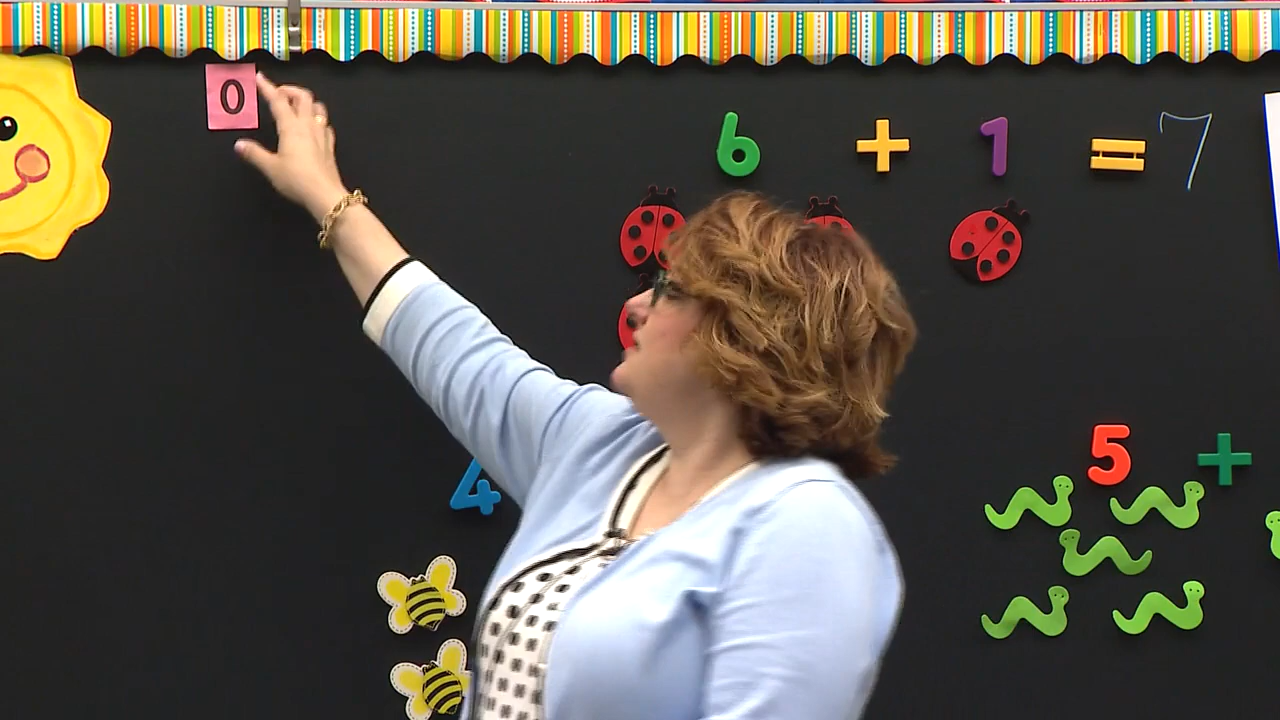 0
6 + 1 = 7
4
5 +